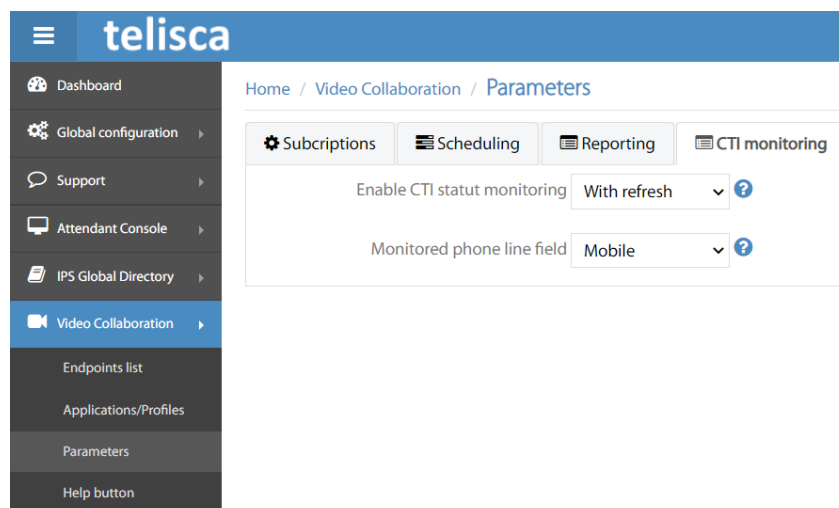 telisca
Dashboard
Global configuration
Support
Attendant Console
IPS Global Directory
Video Collaboration
Endpoints list
Applications/Profiles
Parameters
Help button
Home / Video Collaboration / Parameters
Subcriptions Scheduling Reporting CTI monitoring
Enable CTI statut monitoring With refresh ?
Monitored phone line field Mobile ?